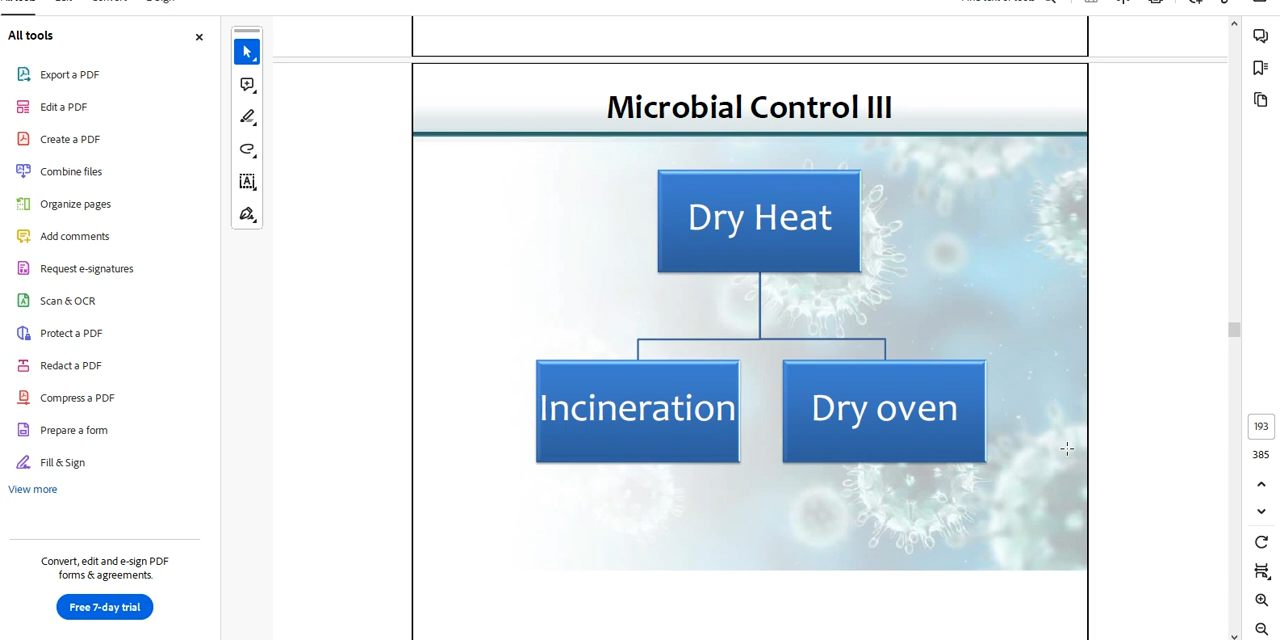 All tools
Export a PDF
Edit a PDF
Create a PDF
Combine files
Organize pages
Add comments
Request e-signatures
Scan & OCR
Protect a PDF
Redact a PDF
Compress a PDF
Prepare a form
Fill & Sign
View more
Convert, edit and e-sign PDF
forms & agreements.
Free 7-day trial
Microbial Control III
Dry Heat
Incineration
Dry oven
193
385